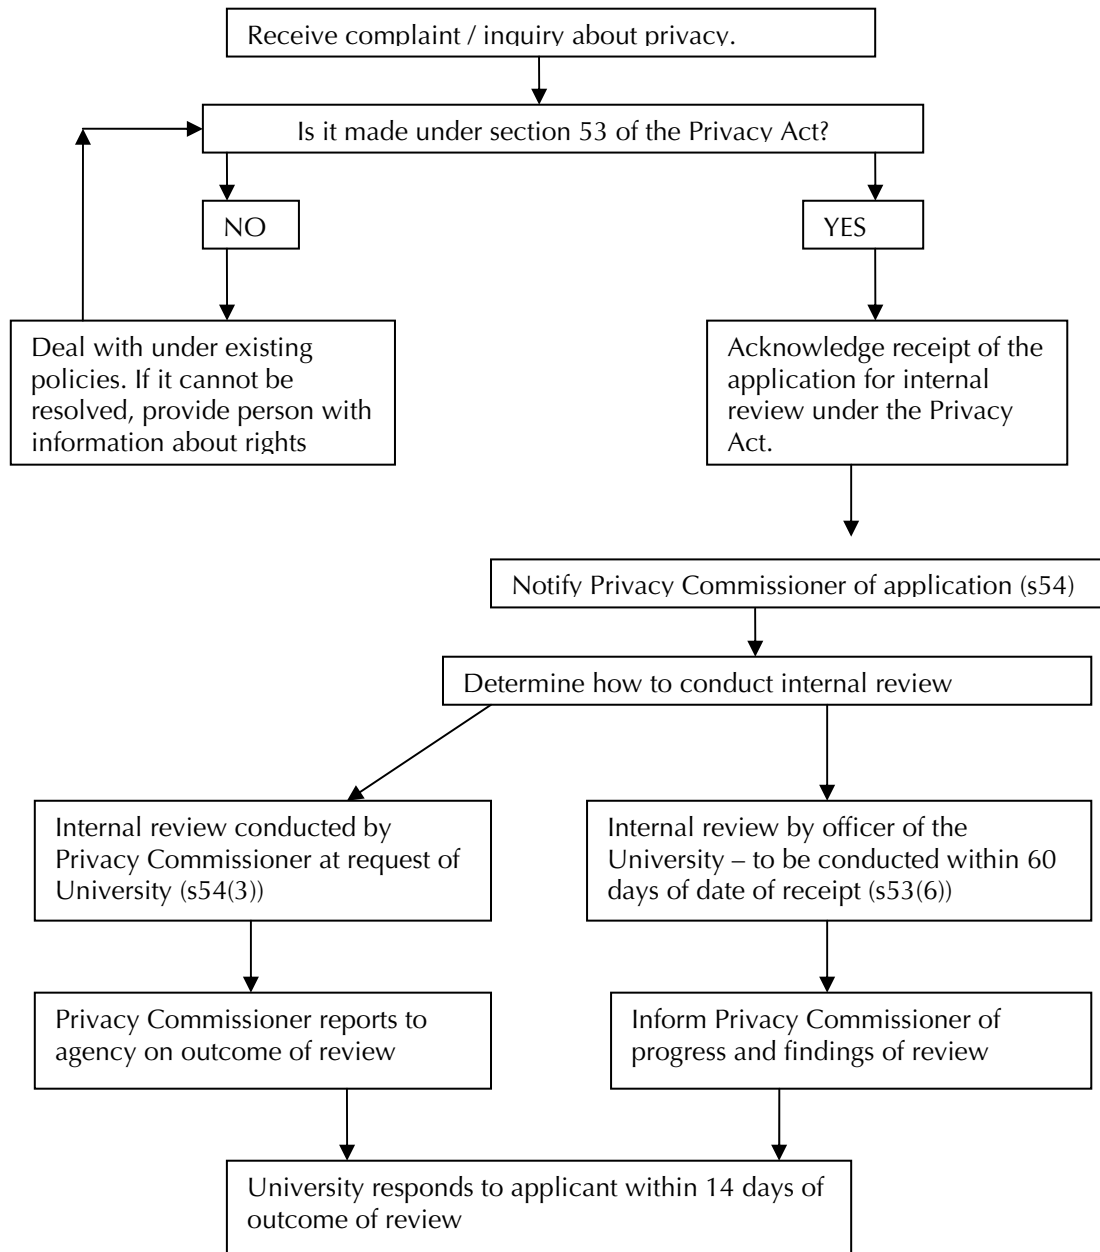 Receive complaint / inquiry about privacy.
Is it made under section 53 of the Privacy Act?
NO
YES
Deal with under existing
policies. If it cannot be
resolved, provide person with
information about rights
Acknowledge receipt of the
application for internal
review under the Privacy
Act.
Notify Privacy Commissioner of application (s54)
Determine how to conduct internal review
Internal review conducted by
Privacy Commissioner at request of
University (s54(3))
Internal review by officer of the
University – to be conducted within 60
days of date of receipt (s53(6))
Privacy Commissioner reports to
agency on outcome of review
Inform Privacy Commissioner of
progress and findings of review
University responds to applicant within 14 days of
outcome of review